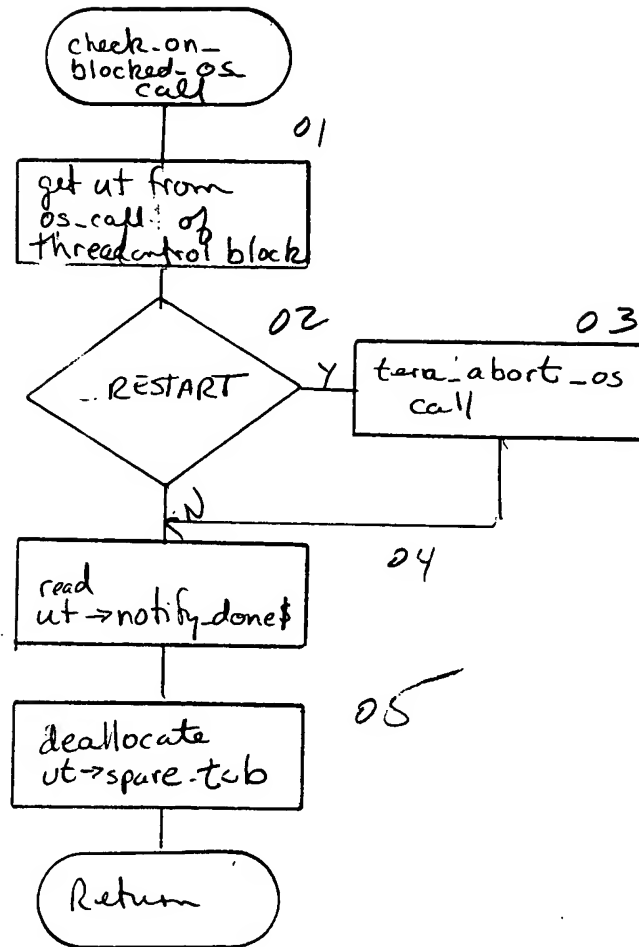 check_on_
blocked_os
call
01
get ut from
os_call of
threadcontrol block
02
RESTART
Y
03
tera_abort_os
call
N
04
read
ut→notify_done$
05
deallocate
ut→spare_tcb
Return